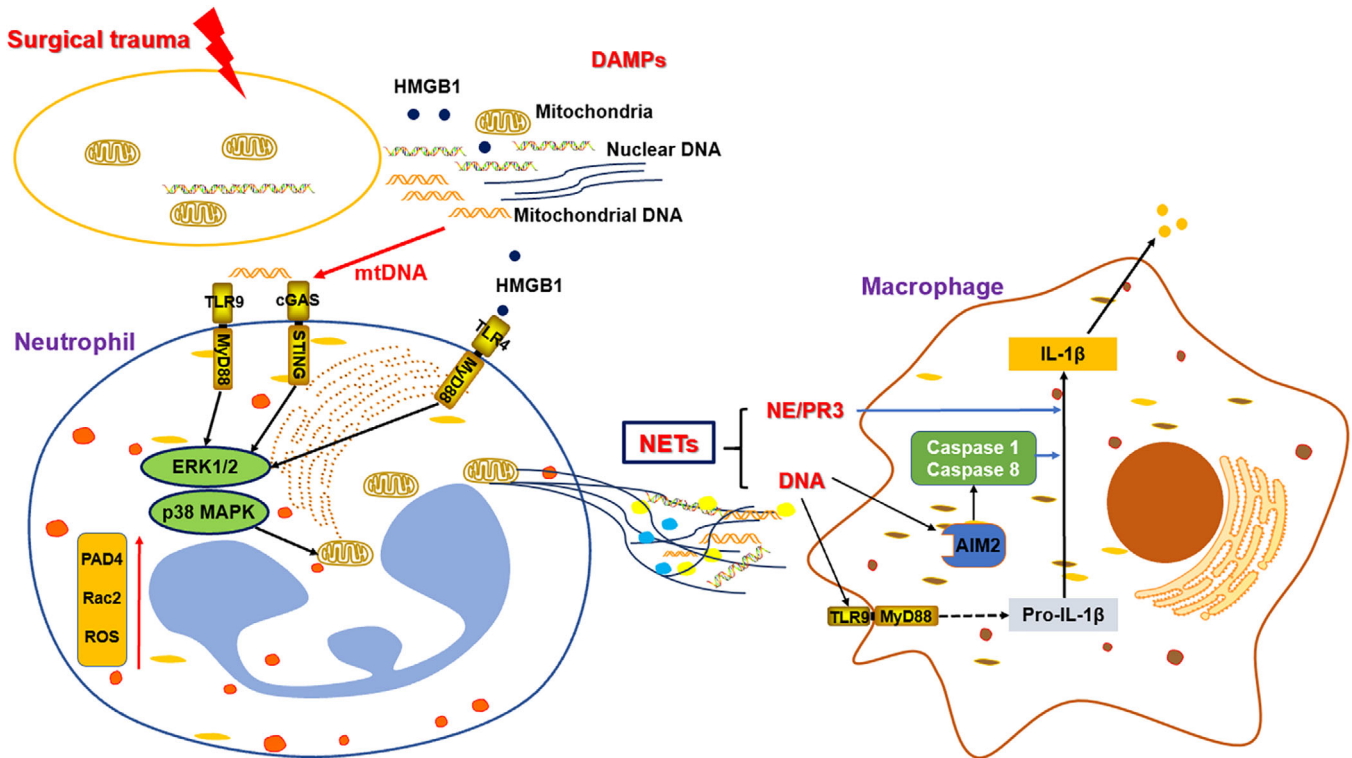 Surgical trauma
DAMPs
HMGB1
Mitochondria
Nuclear DNA
Mitochondrial DNA
mtDNA
HMGB1
TLR9
cGAS
TLR4
Neutrophil
MyD88
STING
MyD88
ERK1/2
p38 MAPK
PAD4
Rac2
ROS
NETs
NE/PR3
DNA
Macrophage
IL-1β
Caspase 1
Caspase 8
AIM2
TLR9
MyD88
Pro-IL-1β